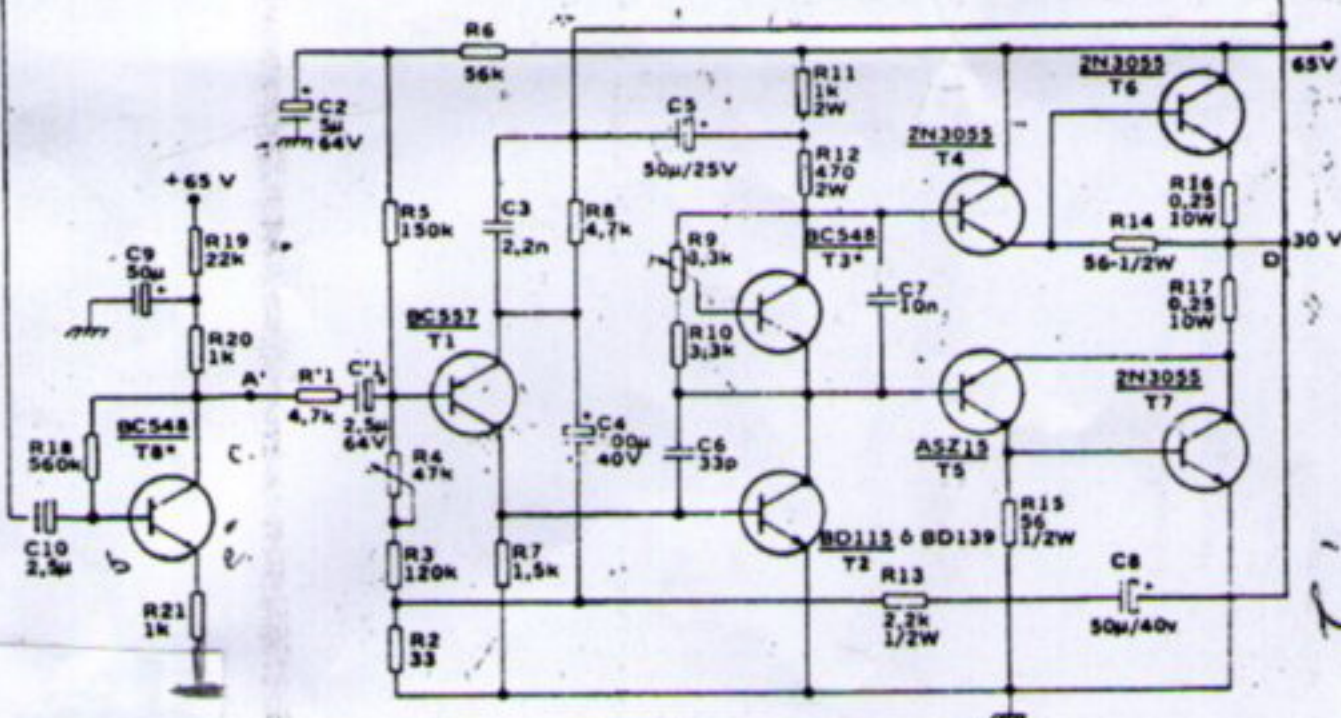 R6
56k
65V
C2
5μ
64V
+65 V
R19
22k
C9
50μ
R20
1k
A'
R'1
4,7k
C'1
2,5μ
64V
R18
560k
BC548
T8*
C10
2,5μ
b
c
e
R21
1k
R5
150k
C3
2,2n
R8
4,7k
BC557
T1
R4
47k
R3
120k
R2
33
R7
1,5k
C4
00μ
40V
C5
50μ/25V
R11
1k
2W
R12
470
2W
R9
3,3k
R10
3,3k
BC548
T3*
C7
10n
C6
33p
BD115 ó BD139
T2
R13
2,2k
1/2W
2N3055
T4
2N3055
T6
R16
0,25
10W
R14
56-1/2W
30 V
D
R17
0,25
10W
2N3055
T7
ASZ15
T5
R15
56
1/2W
C8
50μ/40v